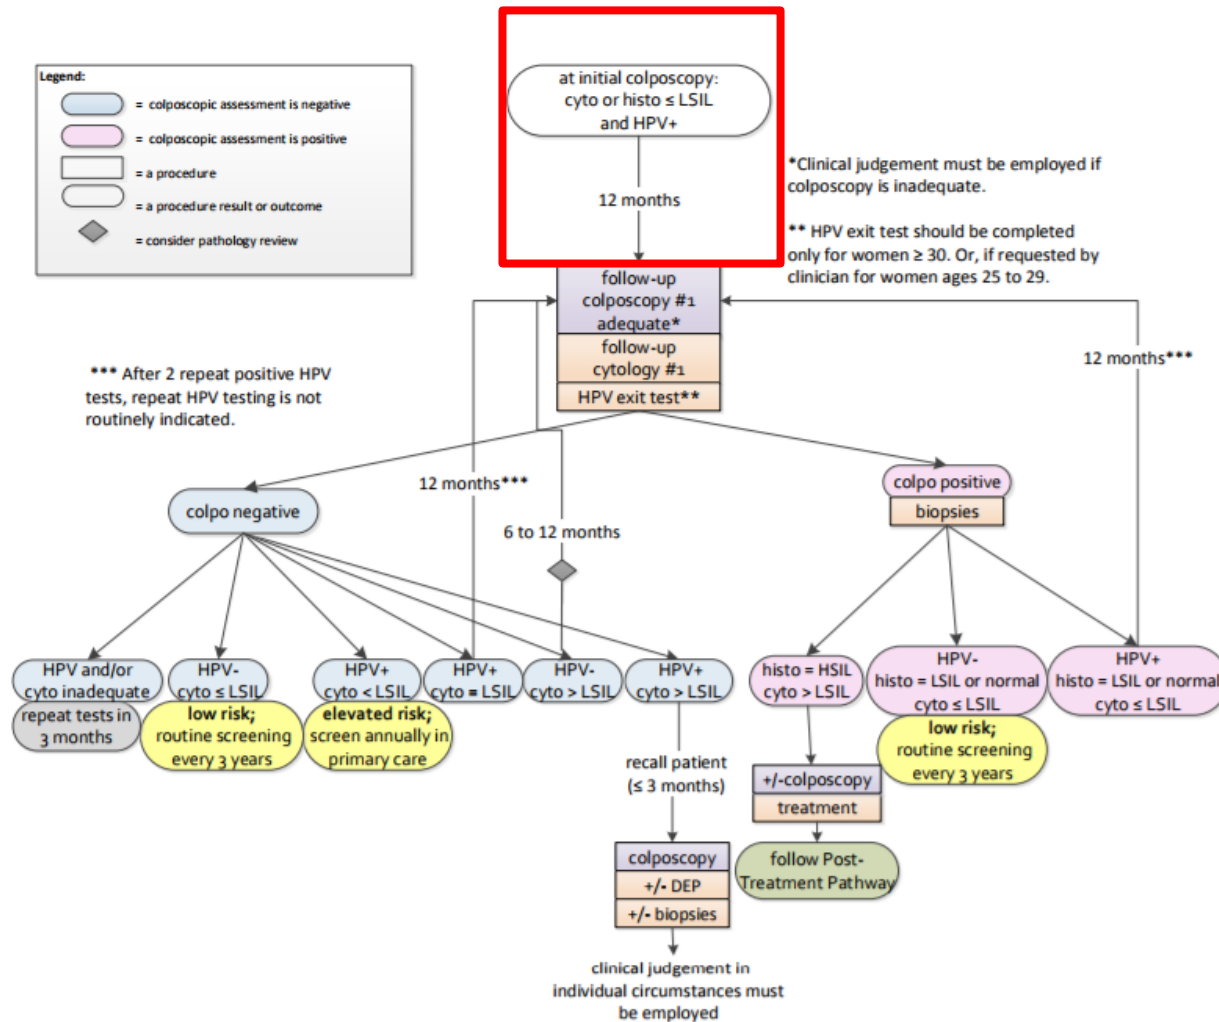 Legend:
= colposcopic assessment is negative
= colposcopic assessment is positive
= a procedure
= a procedure result or outcome
= consider pathology review
at initial colposcopy:
cyto or histo ≤ LSIL
and HPV+
12 months
*Clinical judgement must be employed if
colposcopy is inadequate.
** HPV exit test should be completed
only for women ≥ 30. Or, if requested by
clinician for women ages 25 to 29.
follow-up
colposcopy #1
adequate*
follow-up
cytology #1
HPV exit test**
*** After 2 repeat positive HPV
tests, repeat HPV testing is not
routinely indicated.
12 months***
colpo negative
12 months***
6 to 12 months
colpo positive
biopsies
HPV and/or
cyto inadequate
repeat tests in
3 months
HPV-
cyto ≤ LSIL
low risk;
routine screening
every 3 years
HPV+
cyto < LSIL
elevated risk;
screen annually in
primary care
HPV+
cyto = LSIL
HPV-
cyto > LSIL
HPV+
cyto > LSIL
recall patient
(≤ 3 months)
colposcopy
+/- DEP
+/- biopsies
clinical judgement in
individual circumstances must
be employed
histo = HSIL
cyto > LSIL
+/-colposcopy
treatment
follow Post-
Treatment Pathway
HPV-
histo = LSIL or normal
cyto ≤ LSIL
low risk;
routine screening
every 3 years
HPV+
histo = LSIL or normal
cyto ≤ LSIL